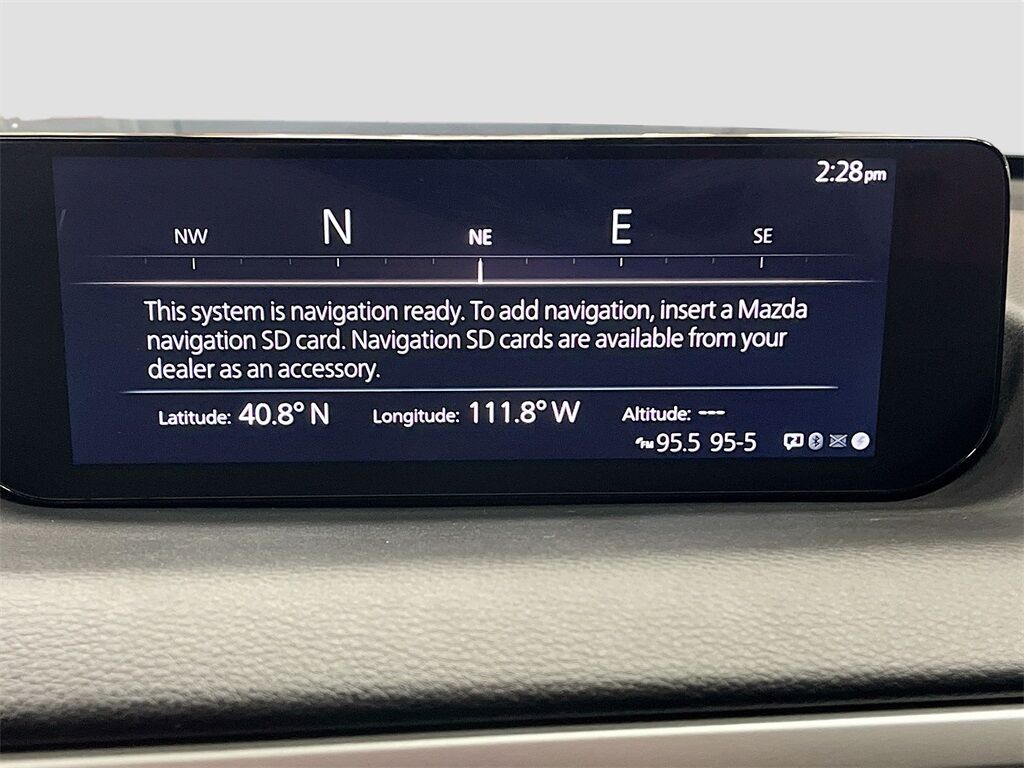 2:28pm
NW N NE E SE
This system is navigation ready. To add navigation, insert a Mazda
navigation SD card. Navigation SD cards are available from your
dealer as an accessory.
Latitude: 40.8° N Longitude: 111.8° W Altitude: ---
FM 95.5 95-5